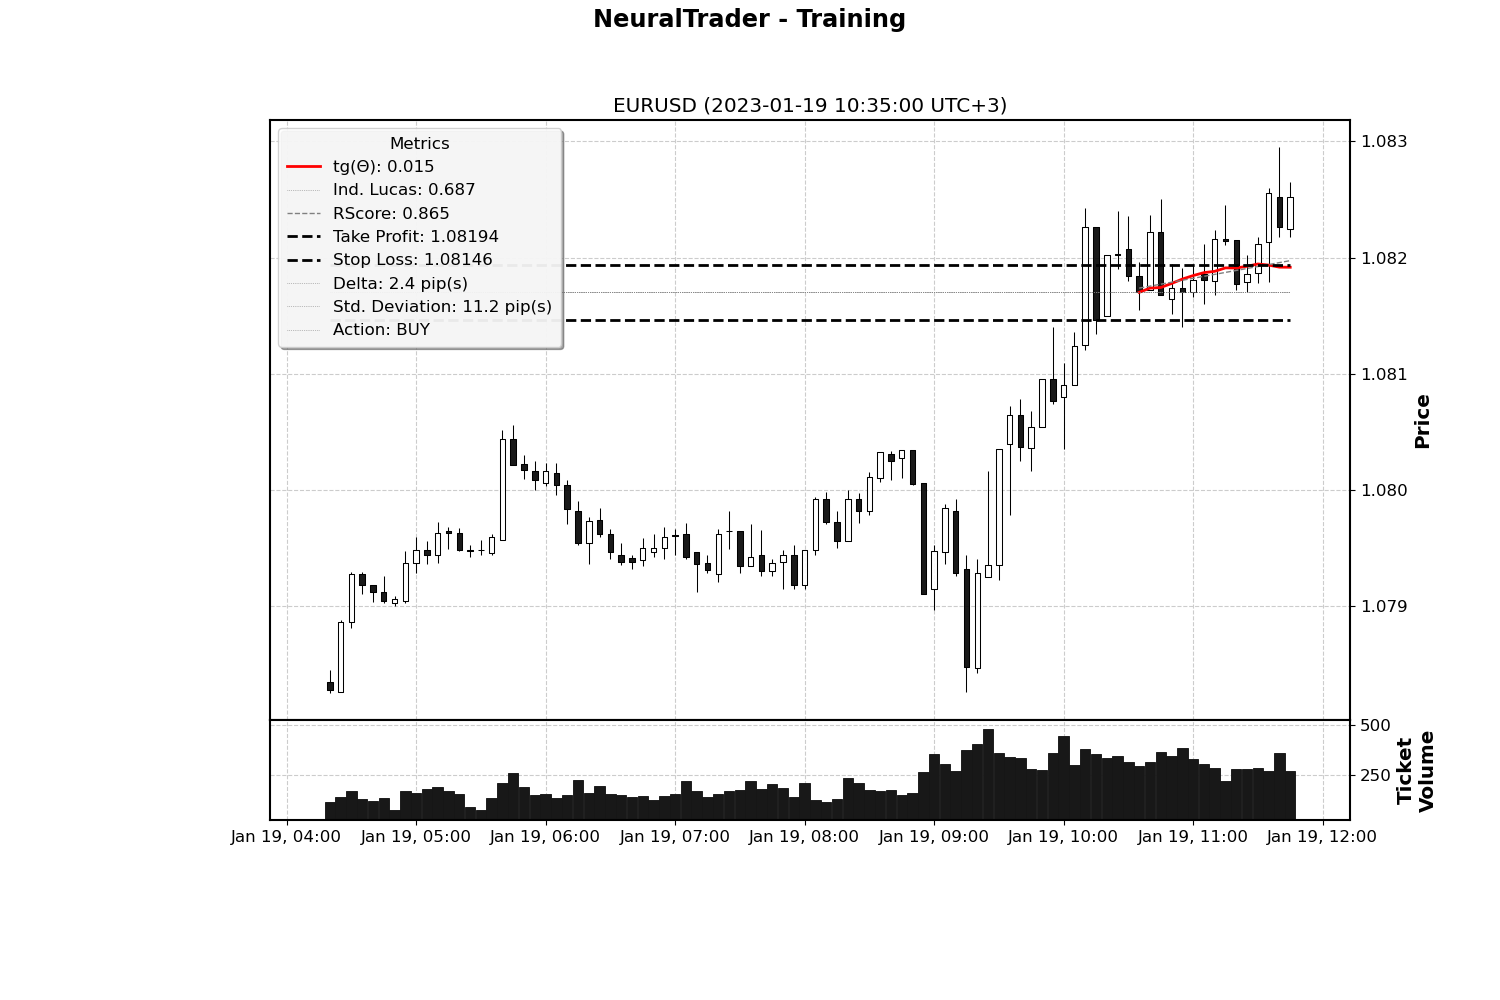 NeuralTrader - Training
EURUSD (2023-01-19 10:35:00 UTC+3)
Metrics
tg(Θ): 0.015
Ind. Lucas: 0.687
RScore: 0.865
Take Profit: 1.08194
Stop Loss: 1.08146
Delta: 2.4 pip(s)
Std. Deviation: 11.2 pip(s)
Action: BUY
1.083
1.082
1.081
1.080
1.079
Price
500
250
Ticket
Volume
Jan 19, 04:00 Jan 19, 05:00 Jan 19, 06:00 Jan 19, 07:00 Jan 19, 08:00 Jan 19, 09:00 Jan 19, 10:00 Jan 19, 11:00 Jan 19, 12:00